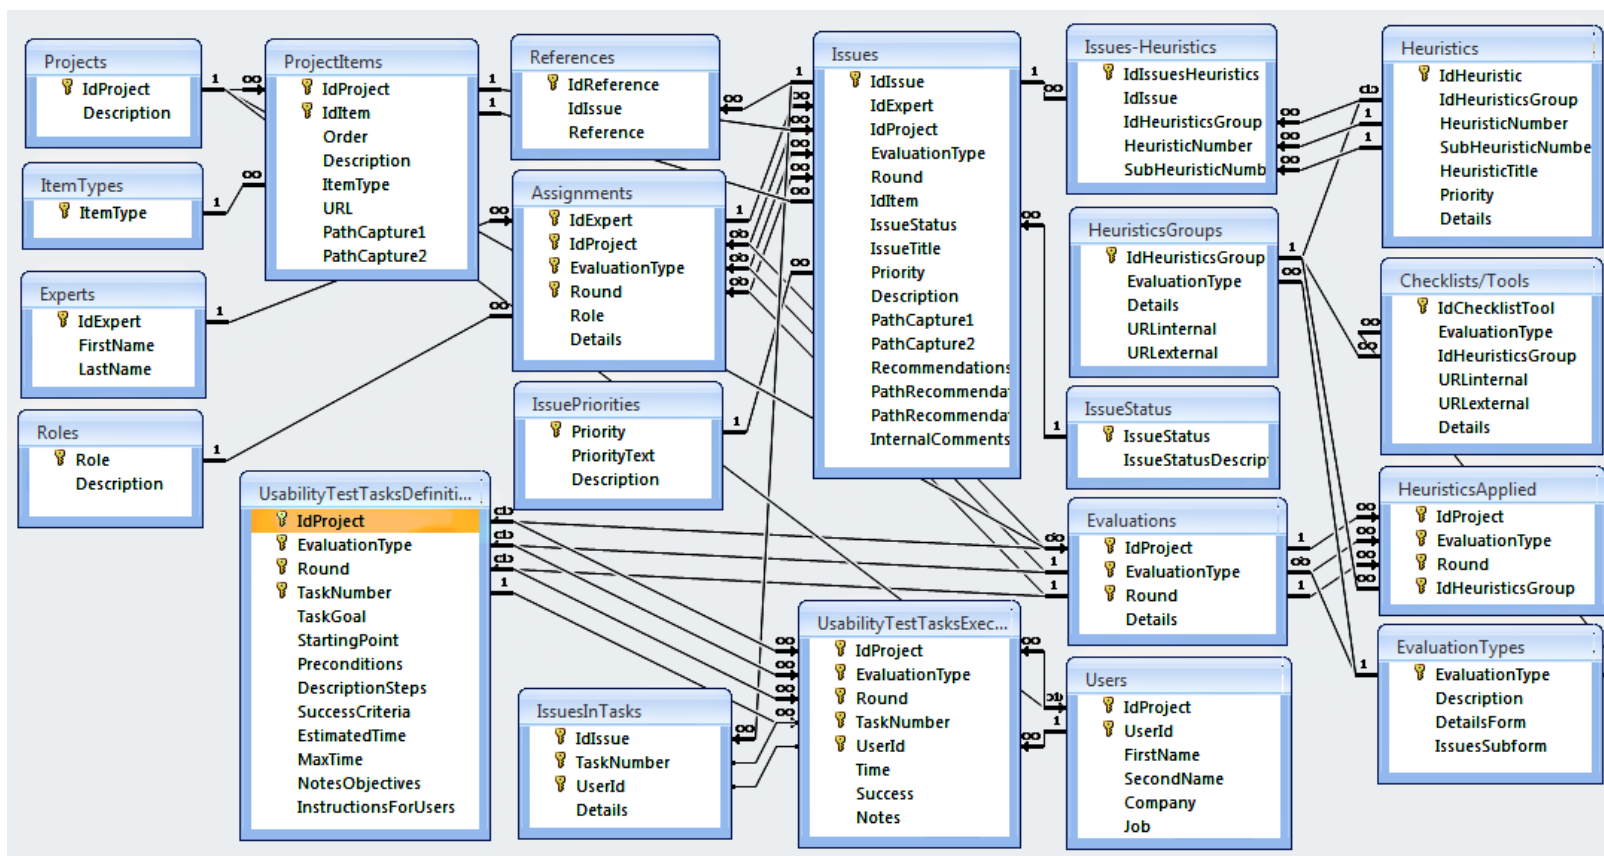 Projects
IdProject
Description
ItemTypes
ItemType
Experts
IdExpert
FirstName
LastName
Roles
Role
Description
ProjectItems
IdProject
IdItem
Order
Description
ItemType
URL
PathCapture1
PathCapture2
UsabilityTestTasksDefiniti...
IdProject
EvaluationType
Round
TaskNumber
TaskGoal
StartingPoint
Preconditions
DescriptionSteps
SuccessCriteria
EstimatedTime
MaxTime
NotesObjectives
InstructionsForUsers
References
IdReference
IdIssue
Reference
Assignments
IdExpert
IdProject
EvaluationType
Round
Role
Details
IssuePriorities
Priority
PriorityText
Description
IssuesInTasks
IdIssue
TaskNumber
UserId
Details
Issues
IdIssue
IdExpert
IdProject
EvaluationType
Round
IdItem
IssueStatus
IssueTitle
Priority
Description
PathCapture1
PathCapture2
Recommendations
PathRecommendat
PathRecommendat
InternalComments
UsabilityTestTasksExec...
IdProject
EvaluationType
Round
TaskNumber
UserId
Time
Success
Notes
Issues-Heuristics
IdIssuesHeuristics
IdIssue
IdHeuristicsGroup
HeuristicNumber
SubHeuristicNumb
HeuristicsGroups
IdHeuristicsGroup
EvaluationType
Details
URLinternal
URLexternal
IssueStatus
IssueStatus
IssueStatusDescript
Evaluations
IdProject
EvaluationType
Round
Details
Users
IdProject
UserId
FirstName
SecondName
Company
Job
Heuristics
IdHeuristic
IdHeuristicsGroup
HeuristicNumber
SubHeuristicNumbe
HeuristicTitle
Priority
Details
Checklists/Tools
IdChecklistTool
EvaluationType
IdHeuristicsGroup
URLinternal
URLexternal
Details
HeuristicsApplied
IdProject
EvaluationType
Round
IdHeuristicsGroup
EvaluationTypes
EvaluationType
Description
DetailsForm
IssuesSubform